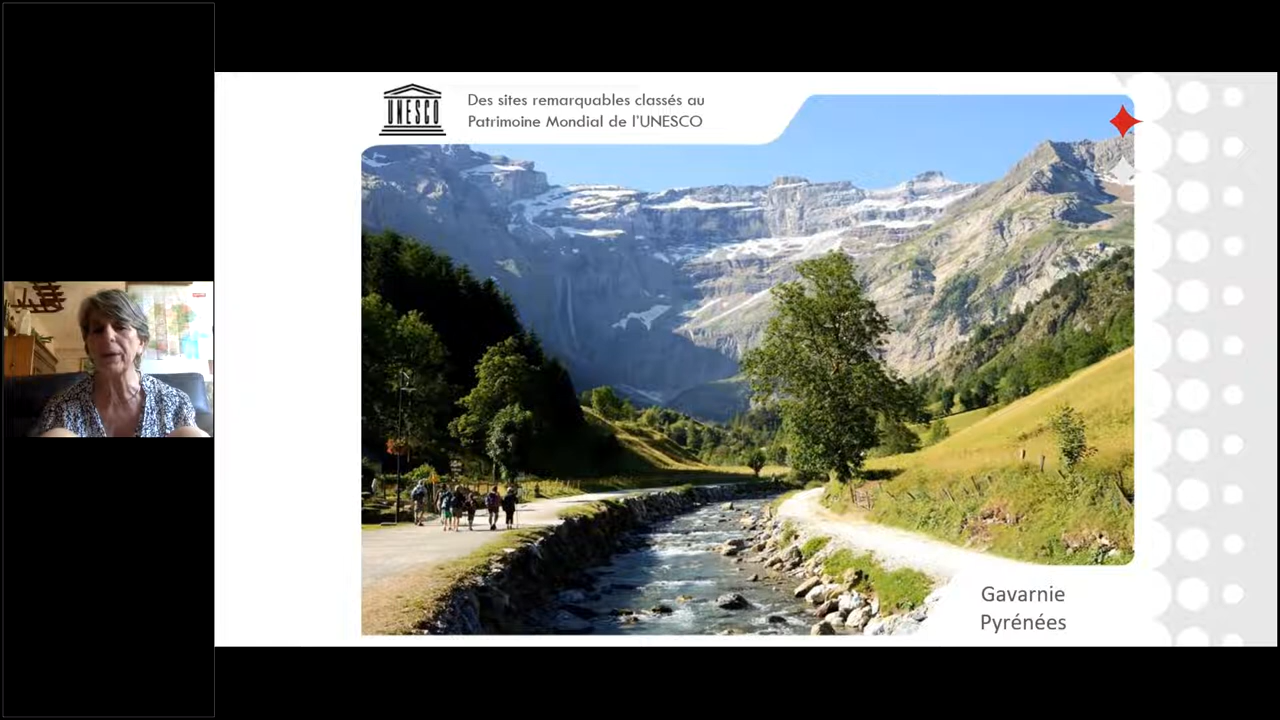 UNESCO
Des sites remarquables classés au
Patrimoine Mondial de l'UNESCO
Gavarnie
Pyrénées